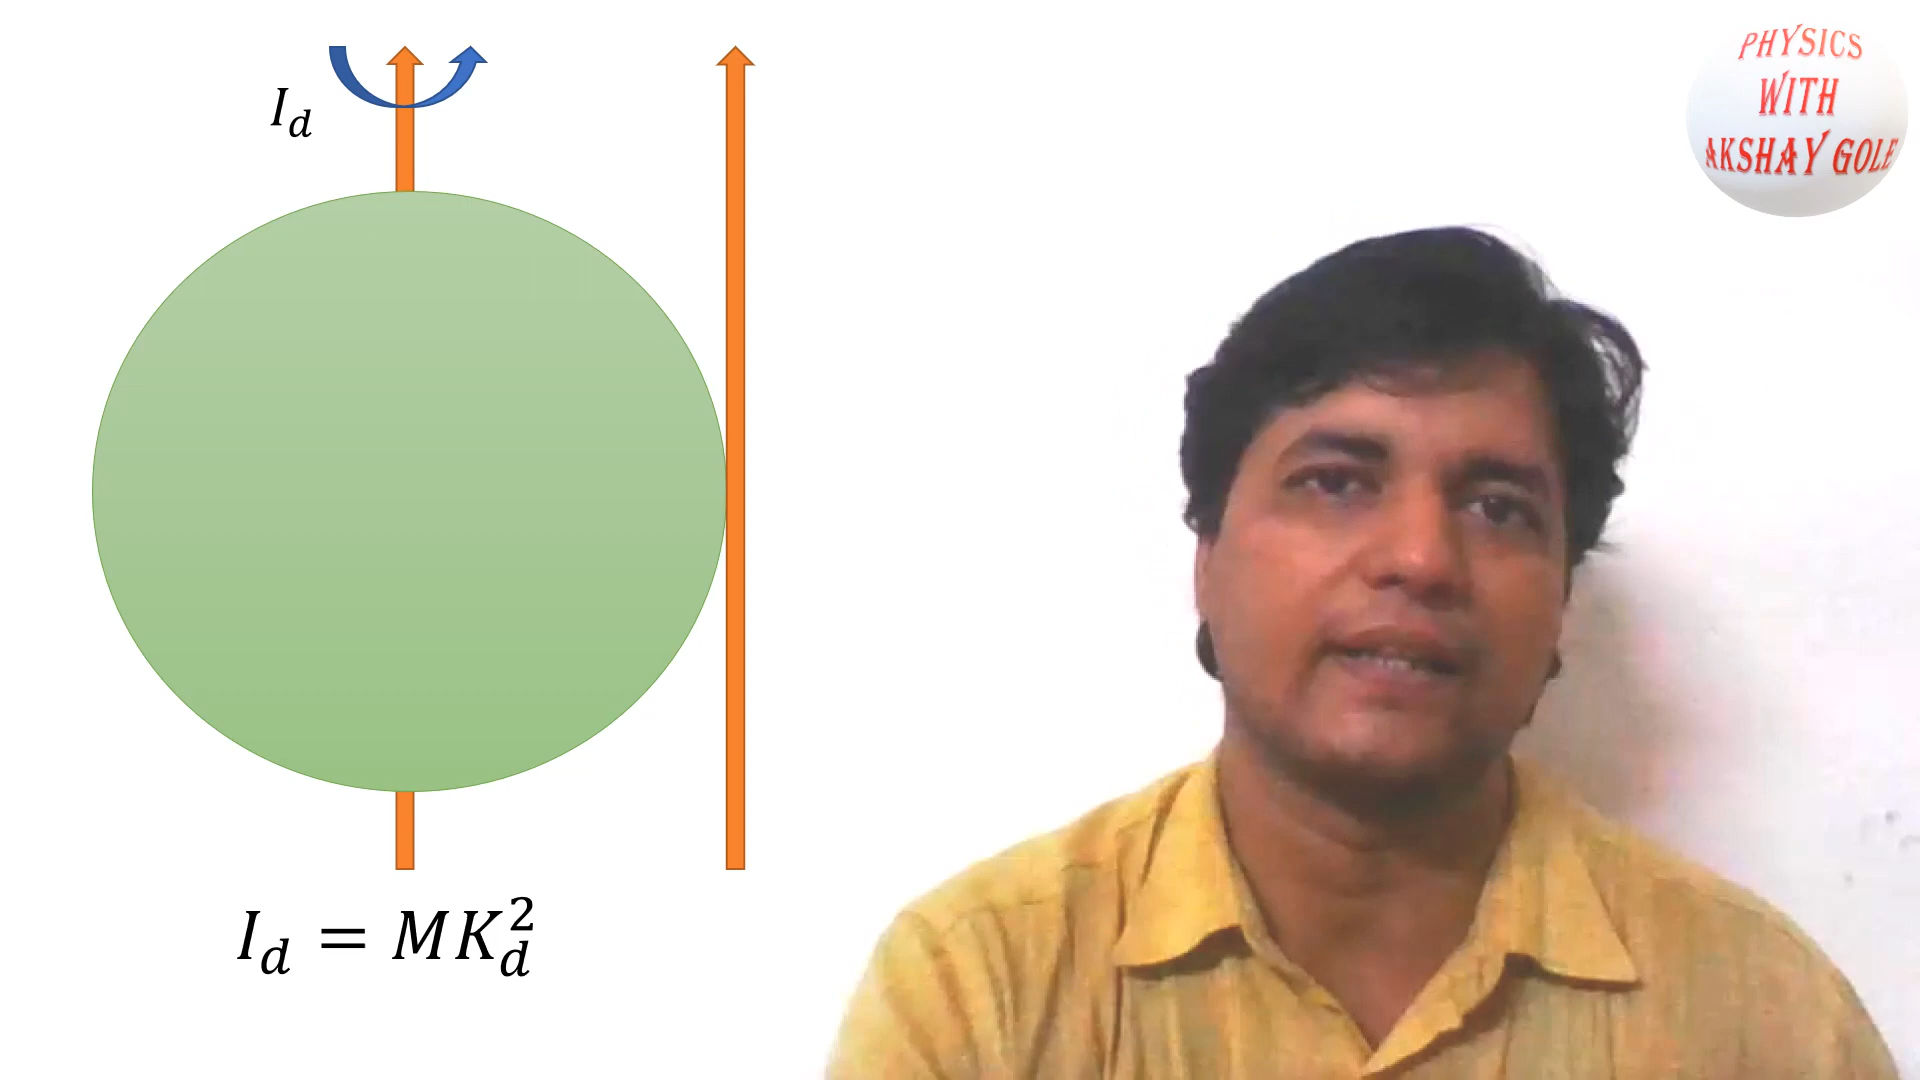 I_d
PHYSICS
WITH
AKSHAY GOLE
I_d = MK_d^2